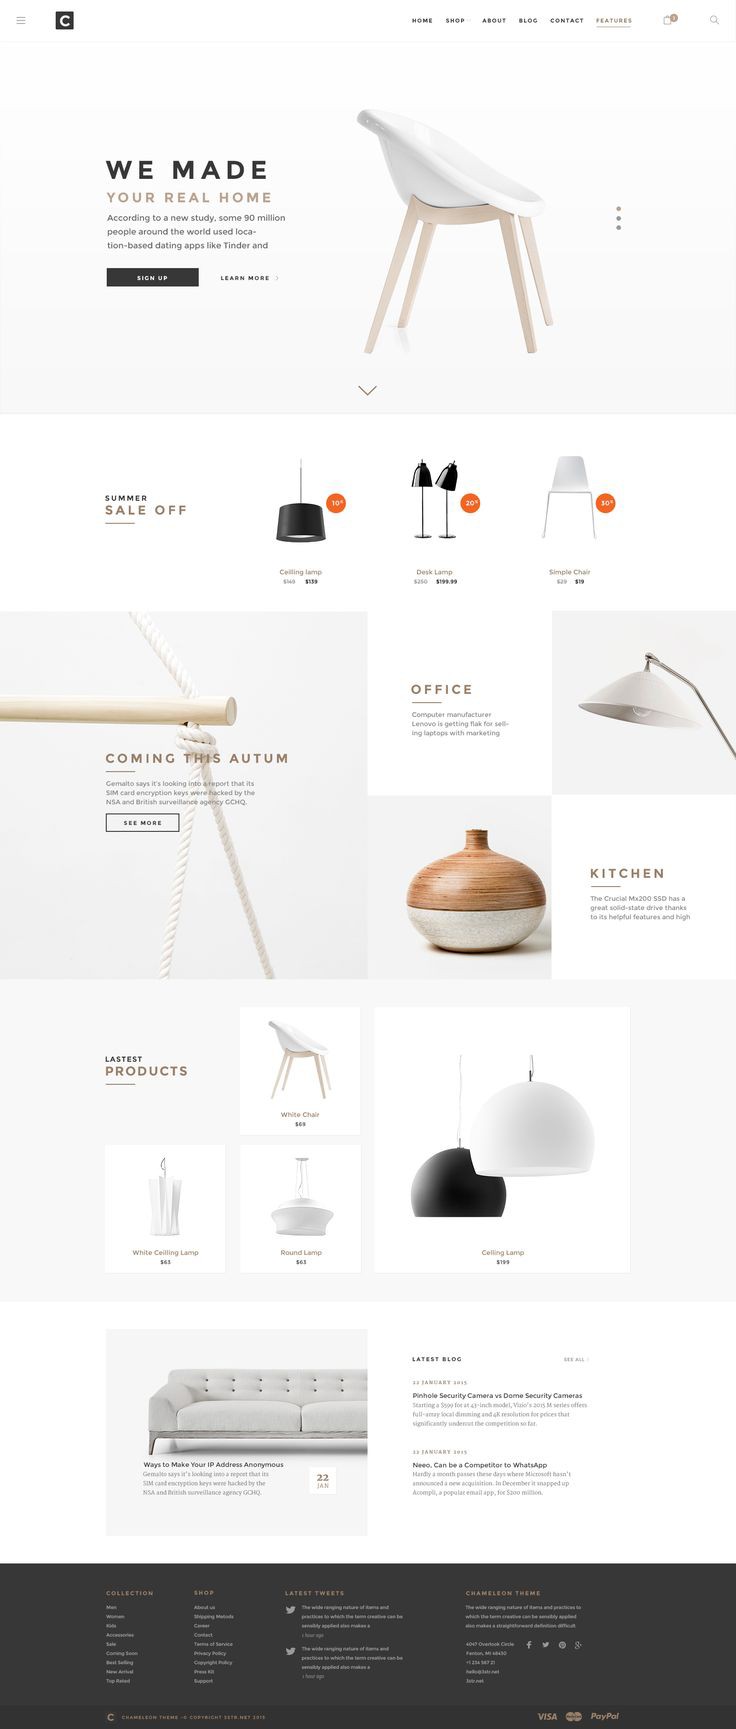 C
HOME SHOP ABOUT BLOG CONTACT FEATURES
WE MADE
YOUR REAL HOME
According to a new study, some 90 million
people around the world used loca-
tion-based dating apps like Tinder and
SIGN UP LEARN MORE
SUMMER
SALE OFF
10%
20%
30%
Ceilling lamp
$149 $139
Desk Lamp
$250 $199.99
Simple Chair
$29 $19
COMING THIS AUTUM
Gemalto says it's looking into a report that its
SIM card encryption keys were hacked by the
NSA and British surveillance agency GCHQ.
SEE MORE
OFFICE
Computer manufacturer
Lenovo is getting flak for sell-
ing laptops with marketing
KITCHEN
The Crucial Mx200 SSD has a
great solid-state drive thanks
to its helpful features and high
LASTEST
PRODUCTS
White Chair
$69
White Ceilling Lamp
$63
Round Lamp
$63
Celling Lamp
$199
Ways to Make Your IP Address Anonymous
Gemalto says it's looking into a report that its
SIM card encryption keys were hacked by the
NSA and British surveillance agency GCHQ.
22
JAN
LATEST BLOG SEE ALL
22 JANUARY 2015
Pinhole Security Camera vs Dome Security Cameras
Starting a $599 for at 43-inch model, Vizio's 2015 M series offers
full-array local dimming and 4K resolution for prices that
significantly undercut the competition so far.
22 JANUARY 2015
Neeo, Can be a Competitor to WhatsApp
Hardly a month passes these days where Microsoft hasn't
announced a new acquisition. In December it snapped up
Acompli, a popular email app, for $200 million.
COLLECTION
Men
Women
Kids
Accessories
Sale
Coming Soon
Best Selling
New Arrival
Top Rated
SHOP
About us
Shipping Metods
Career
Contact
Terms of Service
Privacy Policy
Copyright Policy
Press Kit
Support
LATEST TWEETS
The wide ranging nature of items and
practices to which the term creative can be
sensibly applied also makes a
1 hour ago
The wide ranging nature of items and
practices to which the term creative can be
sensibly applied also makes a
1 hour ago
CHAMELEON THEME
The wide ranging nature of items and practices to
which the term creative can be sensibly applied
also makes a straightforward definition difficult
4047 Overlook Circle
Fenton, MI 48430
+1 234 567 21
hello@3str.net
3str.net
C CHAMELEON THEME - © COPYRIGHT 3STR.NET 2015
VISA PayPal